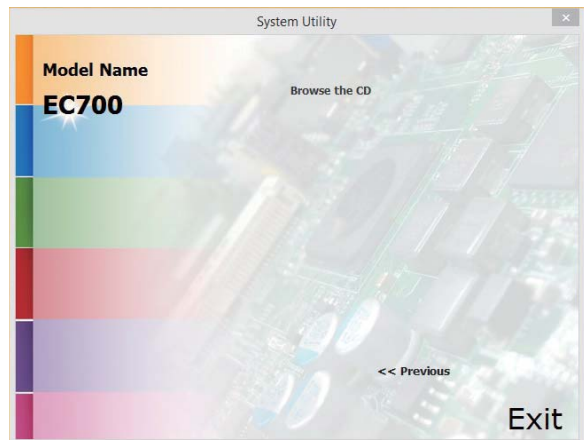 System Utility
Model Name
EC700
Browse the CD
<< Previous
Exit